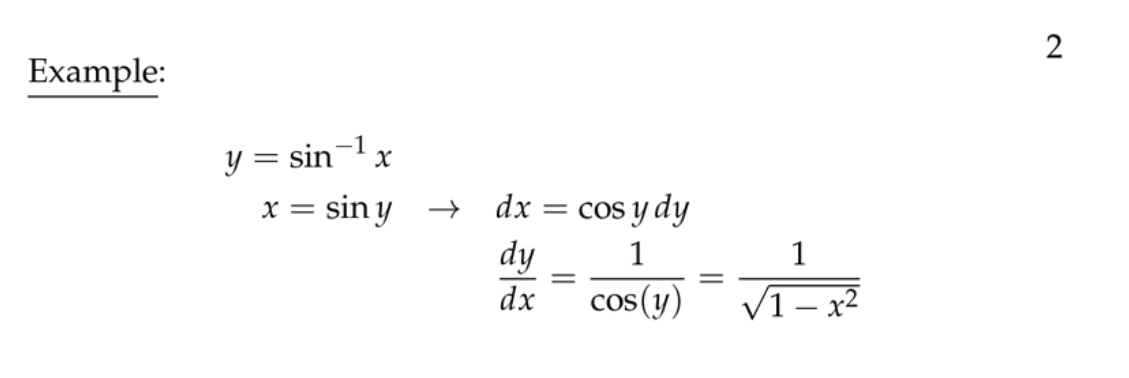 2
Example:
y = sin⁻¹ x
x = sin y → dx = cos y dy
dy/dx = 1/cos(y) = 1/√(1 − x²)